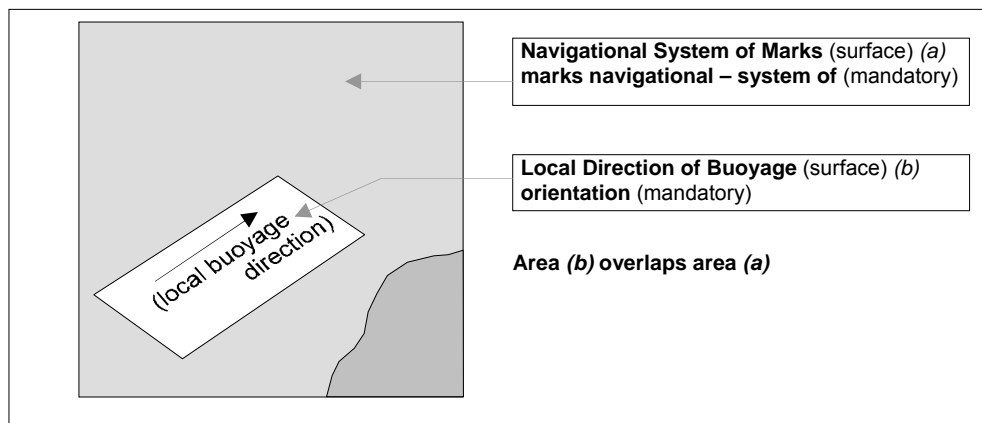 Navigational System of Marks (surface) (a)
marks navigational – system of (mandatory)
Local Direction of Buoyage (surface) (b)
orientation (mandatory)
(local buoyage
direction)
Area (b) overlaps area (a)